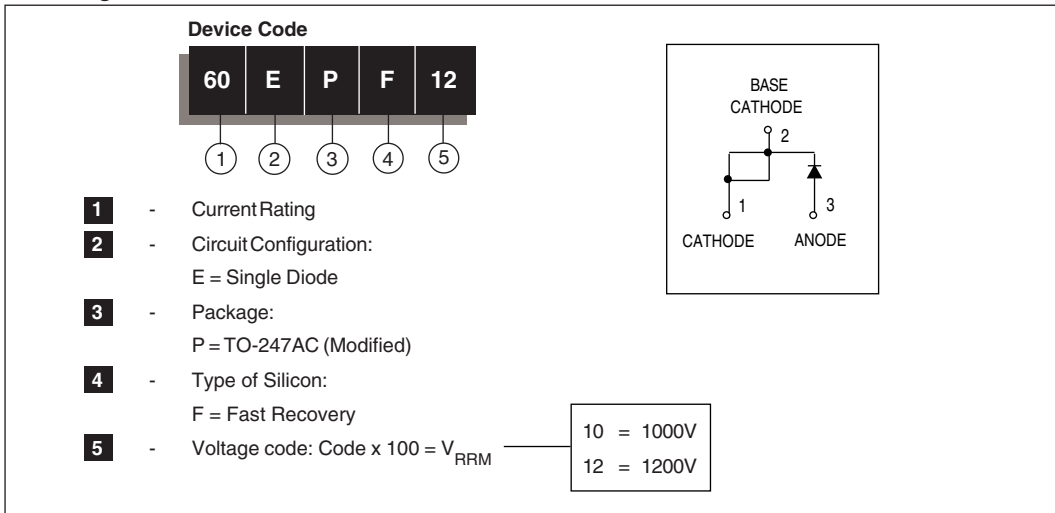 Device Code
60 E P F 12
1 2 3 4 5
1 - Current Rating
2 - Circuit Configuration:
E = Single Diode
3 - Package:
P = TO-247AC (Modified)
4 - Type of Silicon:
F = Fast Recovery
5 - Voltage code: Code x 100 = VRRM
10 = 1000V
12 = 1200V
BASE
CATHODE
2
1 3
CATHODE ANODE